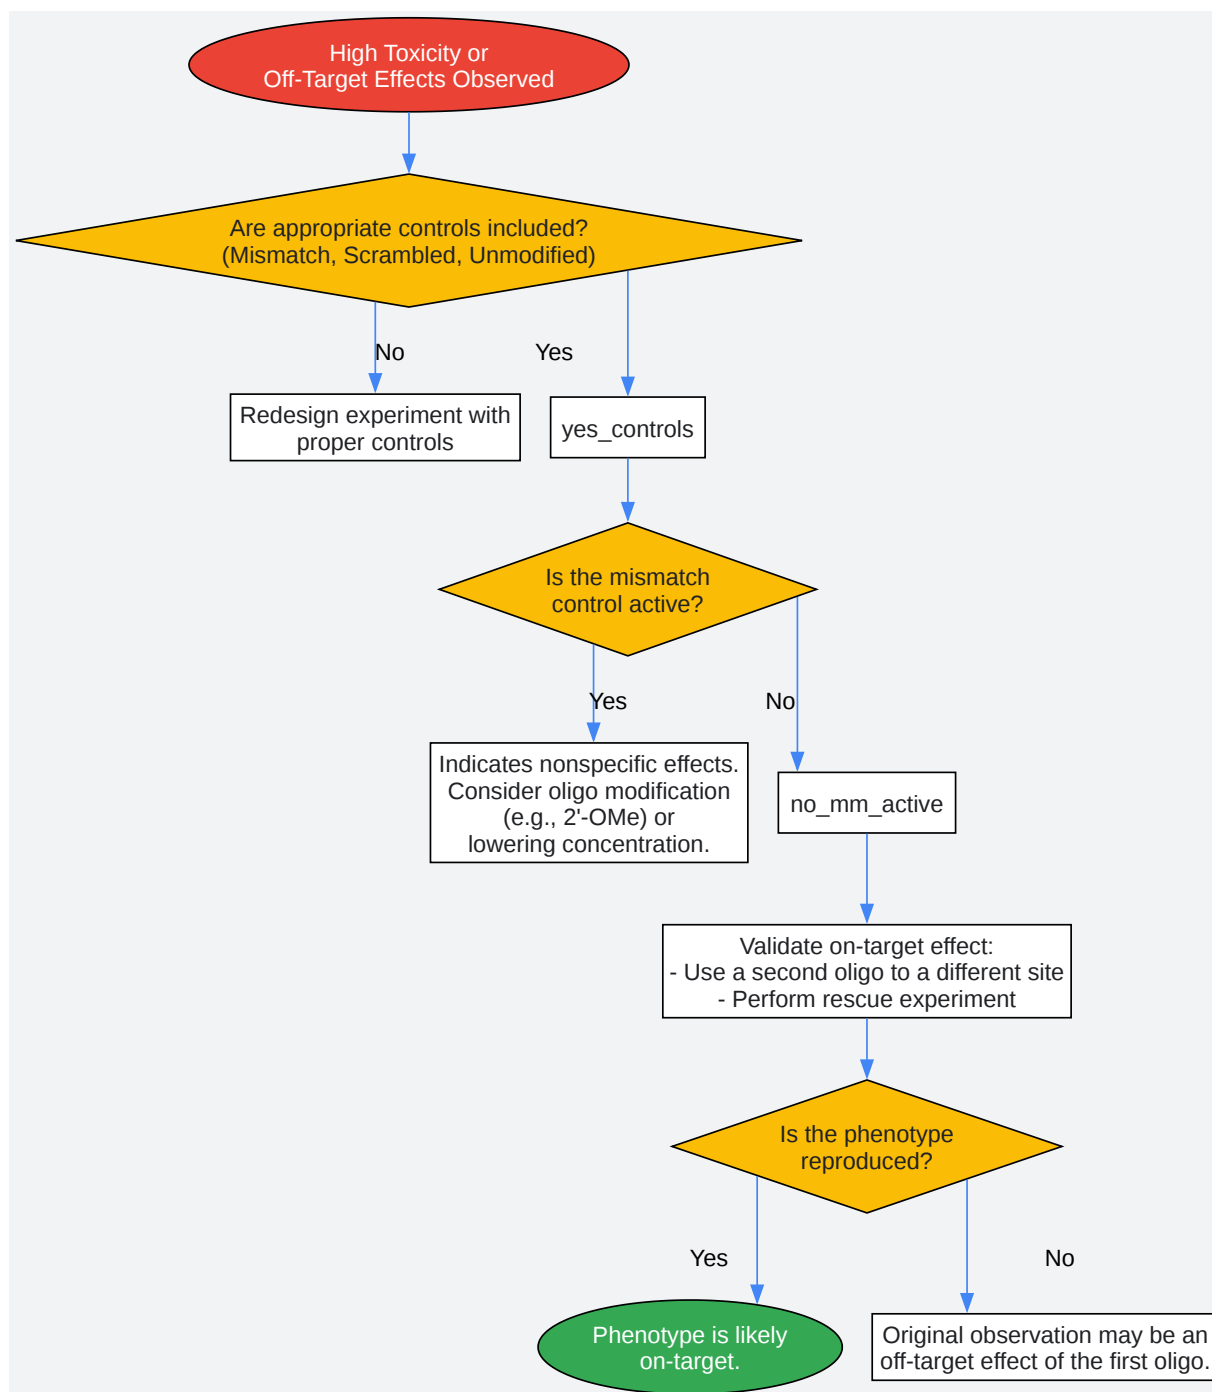 High Toxicity or
Off-Target Effects Observed
Are appropriate controls included?
(Mismatch, Scrambled, Unmodified)
No
Yes
Redesign experiment with
proper controls
yes_controls
Is the mismatch
control active?
Yes
No
Indicates nonspecific effects.
Consider oligo modification
(e.g., 2'-OMe) or
lowering concentration.
no_mm_active
Validate on-target effect:
- Use a second oligo to a different site
- Perform rescue experiment
Is the phenotype
reproduced?
Yes
No
Phenotype is likely
on-target.
Original observation may be an
off-target effect of the first oligo.